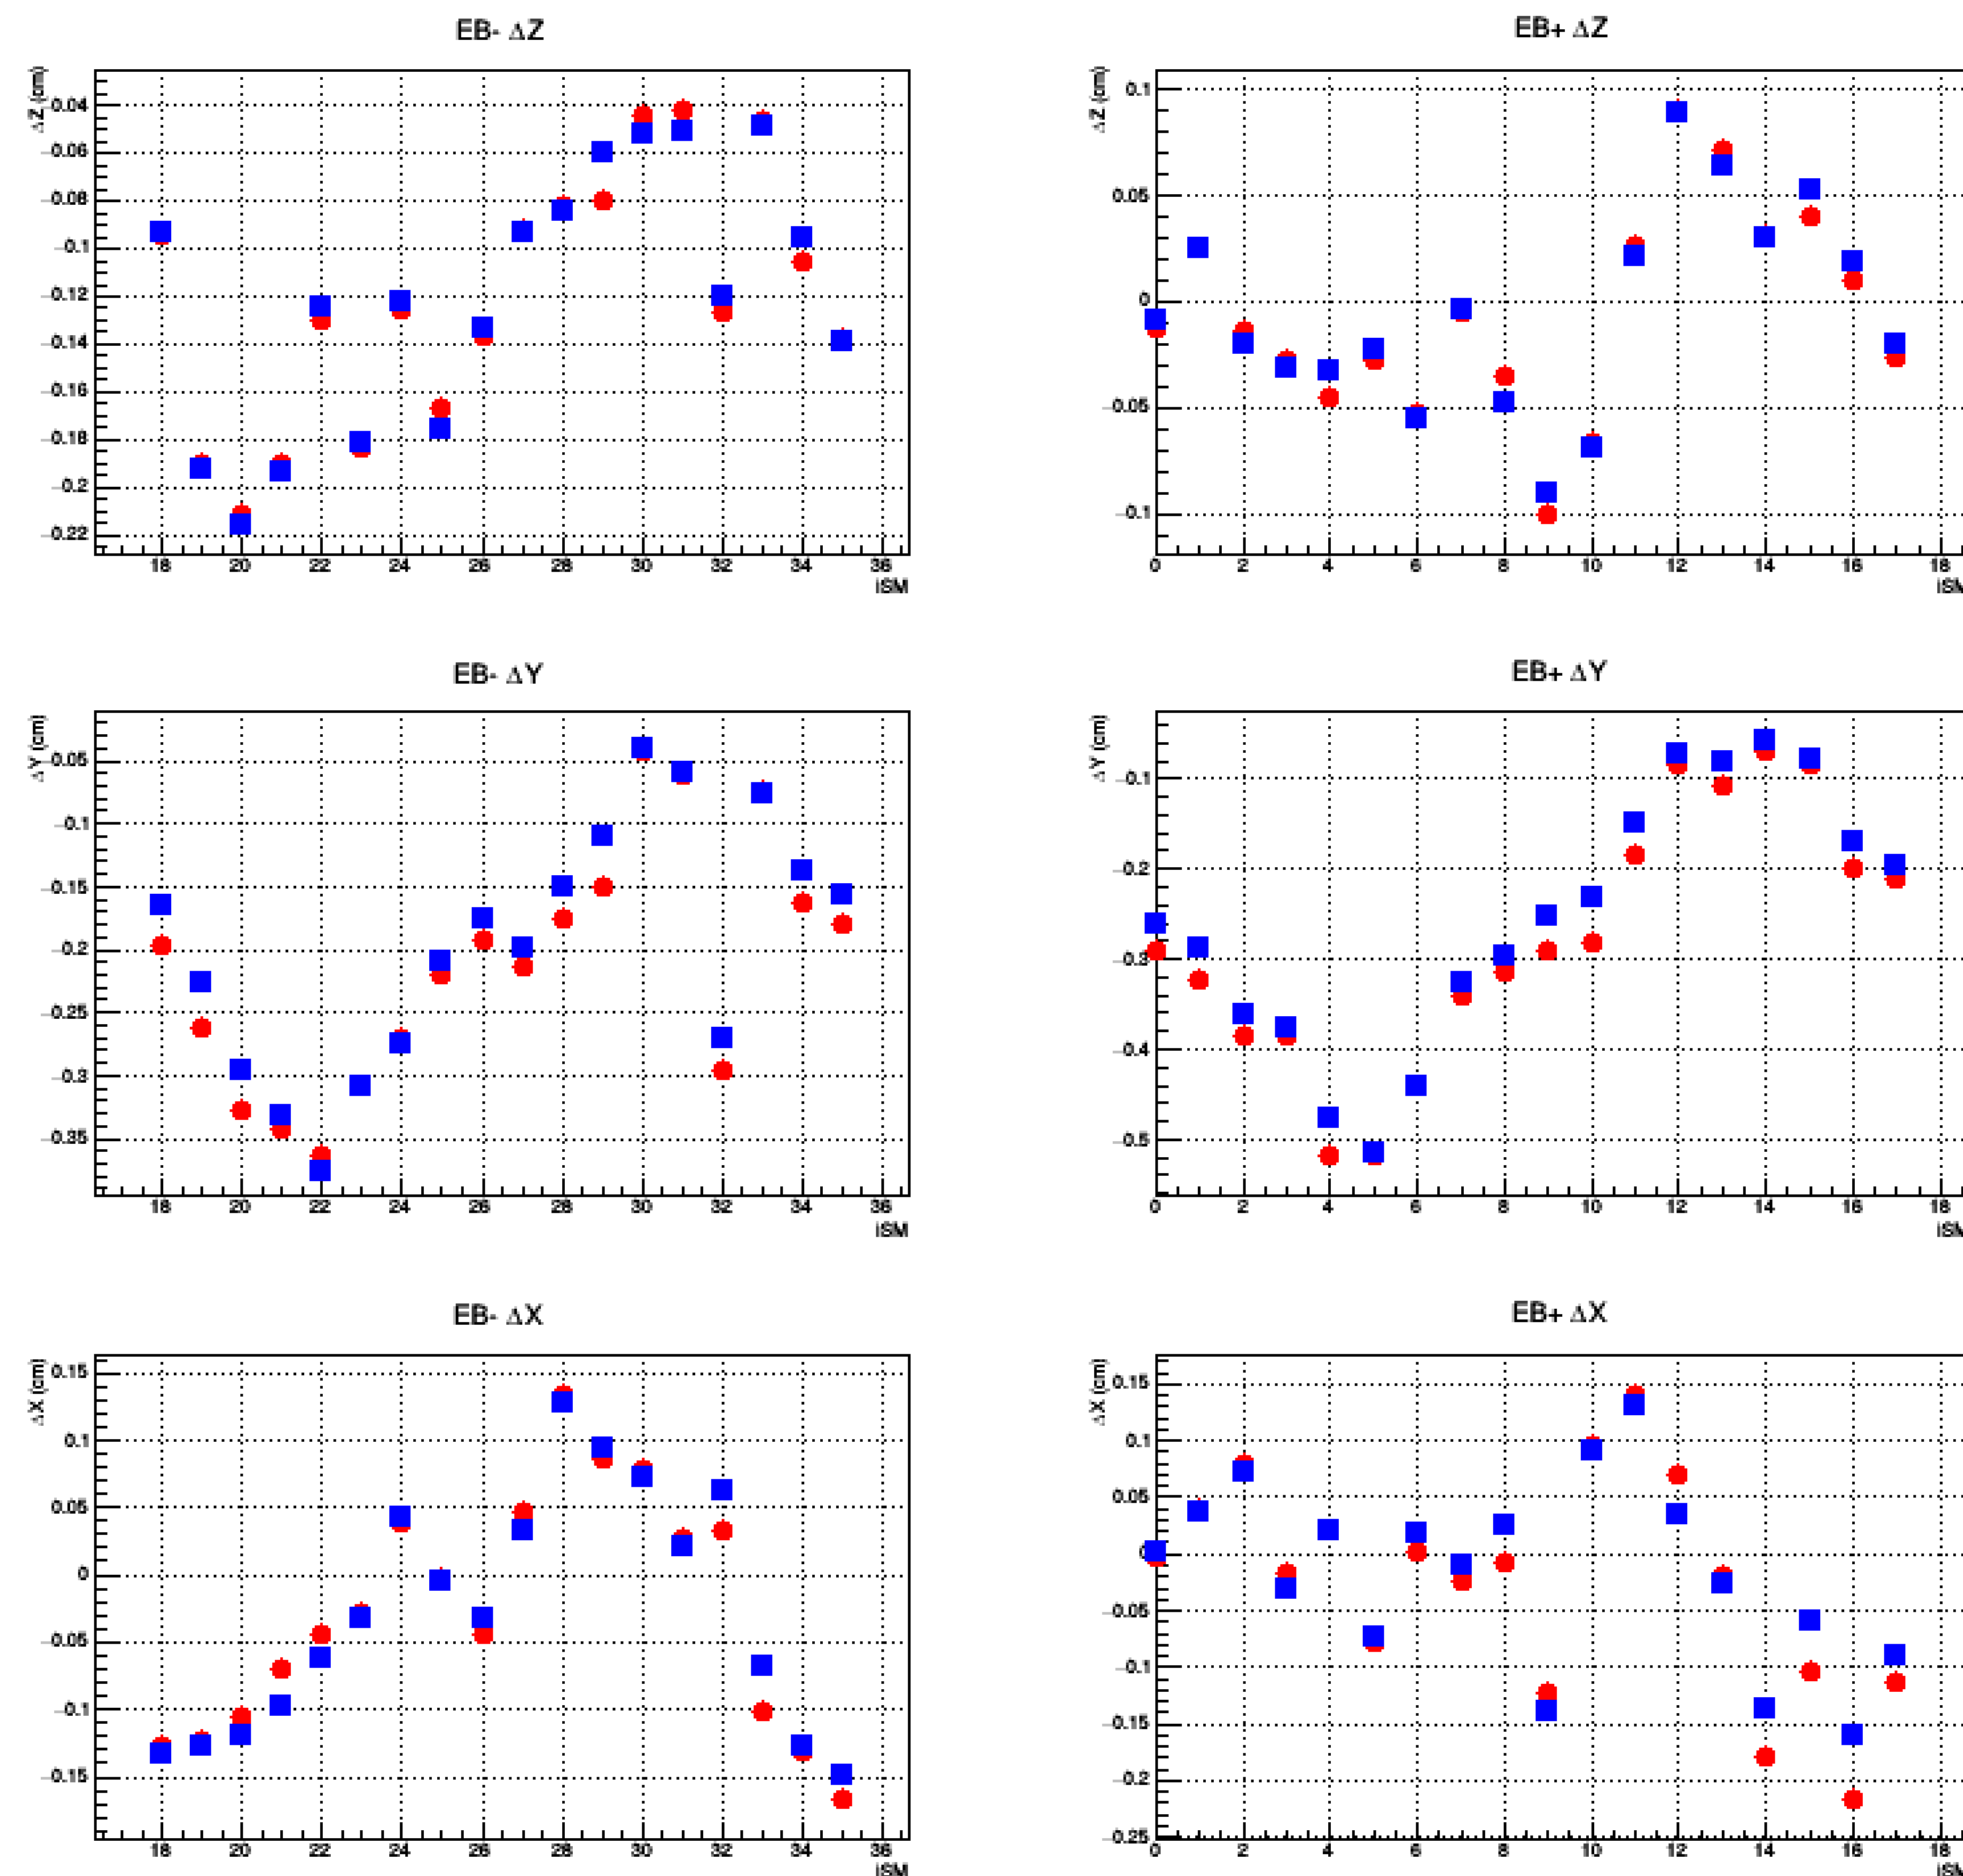 EB- ΔZ
ΔZ (cm)
−0.04
−0.06
−0.08
−0.1
−0.12
−0.14
−0.16
−0.18
−0.2
−0.22
18 20 22 24 26 28 30 32 34 36
iSM
EB+ ΔZ
ΔZ (cm)
0.1
0.05
0
−0.05
−0.1
0 2 4 6 8 10 12 14 16 18
iSM
EB- ΔY
ΔY (cm)
−0.05
−0.1
−0.15
−0.2
−0.25
−0.3
−0.35
18 20 22 24 26 28 30 32 34 36
iSM
EB+ ΔY
ΔY (cm)
−0.1
−0.2
−0.3
−0.4
−0.5
0 2 4 6 8 10 12 14 16 18
iSM
EB- ΔX
ΔX (cm)
0.15
0.1
0.05
0
−0.05
−0.1
−0.15
18 20 22 24 26 28 30 32 34 36
iSM
EB+ ΔX
ΔX (cm)
0.15
0.1
0.05
0
−0.05
−0.1
−0.15
−0.2
−0.25
0 2 4 6 8 10 12 14 16 18
iSM